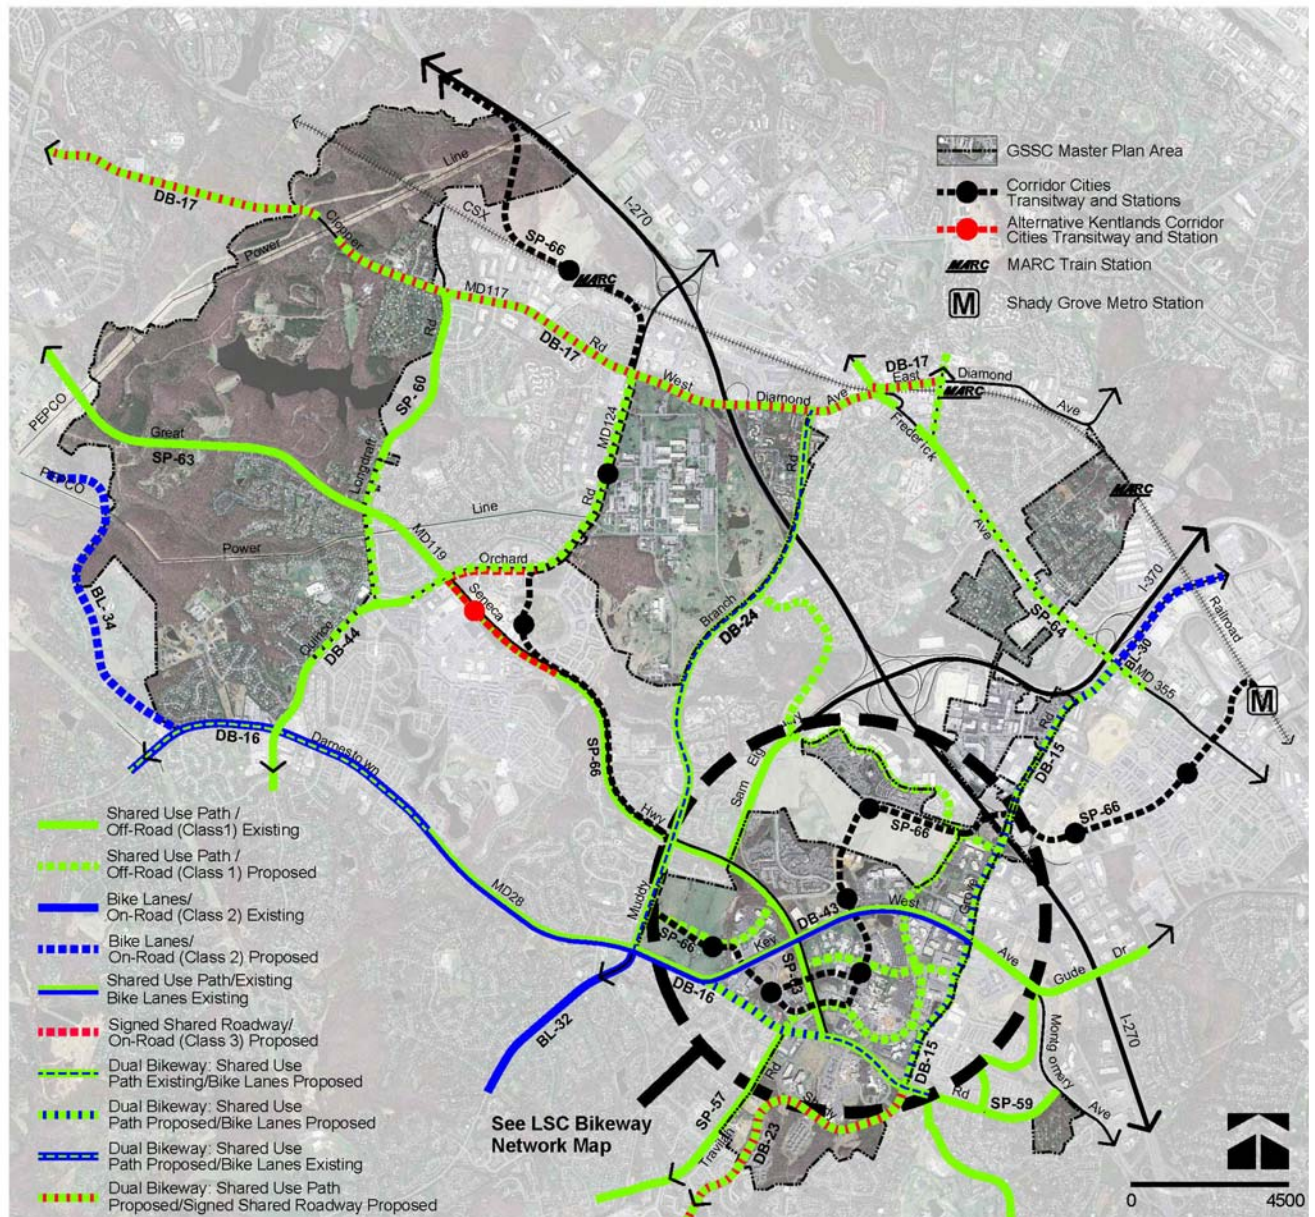 GSSC Master Plan Area
Corridor Cities
Transitway and Stations
Alternative Kentlands Corridor
Cities Transitway and Station
MARC
MARC Train Station
M
Shady Grove Metro Station
Line
DB-17
CSX
I-270
Clopper
Power
SP-66
MARC
MD117
Rd
DB-17
Rd
West
DB-17
East
Diamond
MARC
Diamond
Ave
Ave
SP-60
PEPCO
MD124
Frederick
Great
SP-63
Rd
Longdraft
PEPCO
Rd
MARC
Line
Ave
Power
MD119
Orchard
I-370
Seneca
BL-34
Branch
DB-24
SP-64
Railroad
Quince
DB-44
BL-30
MD 355
M
DB-16
Darnestown
Rd
DB-15
Eig
Hwy
Sam
SP-66
Hwy
SP-66
SP-66
MD28
Muddy
West
Grove
DB-43
SP-66
Key
Ave
Gude
Dr
SP-63
DB-16
BL-32
I-270
Montgomery
Ave
DB-15
Rd
Rd
SP-59
Shady
SP-57
Travilah
DB-23
See LSC Bikeway
Network Map
0 4500
Shared Use Path /
Off-Road (Class1) Existing
Shared Use Path /
Off-Road (Class 1) Proposed
Bike Lanes/
On-Road (Class 2) Existing
Bike Lanes/
On-Road (Class 2) Proposed
Shared Use Path/Existing
Bike Lanes Existing
Signed Shared Roadway/
On-Road (Class 3) Proposed
Dual Bikeway: Shared Use
Path Existing/Bike Lanes Proposed
Dual Bikeway: Shared Use
Path Proposed/Bike Lanes Proposed
Dual Bikeway: Shared Use
Path Proposed/Bike Lanes Existing
Dual Bikeway: Shared Use Path
Proposed/Signed Shared Roadway Proposed